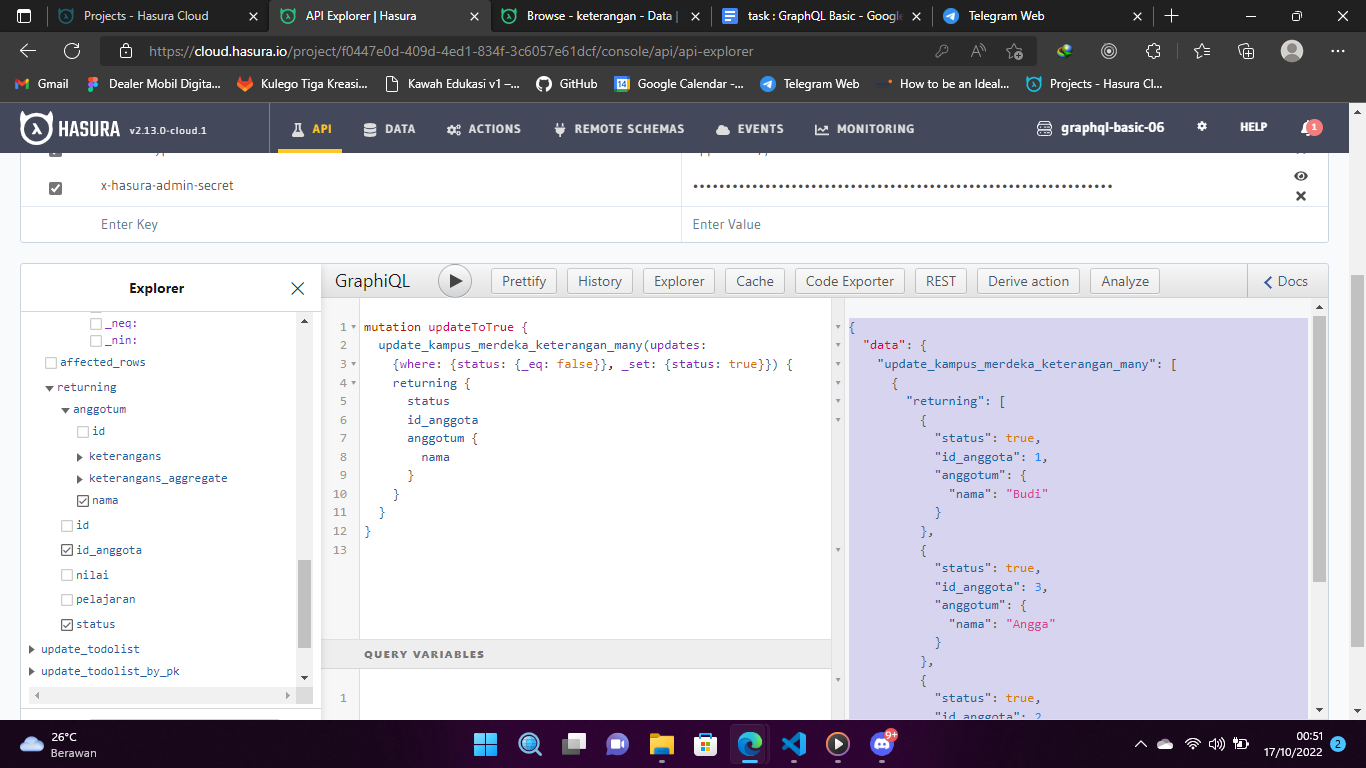 Projects - Hasura Cloud
API Explorer | Hasura
Browse - keterangan - Data |
task : GraphQL Basic - Google
Telegram Web
https://cloud.hasura.io/project/f0447e0d-409d-4ed1-834f-3c6057e61dcf/console/api/api-explorer
Gmail
Dealer Mobil Digita...
Kulego Tiga Kreasi...
Kawah Edukasi v1 –...
GitHub
14
Google Calendar -...
Telegram Web
How to be an Ideal...
Projects - Hasura Cl...
HASURA v2.13.0-cloud.1
API
DATA
ACTIONS
REMOTE SCHEMAS
EVENTS
MONITORING
graphql-basic-06
HELP
1
x-hasura-admin-secret
••••••••••••••••••••••••••••••••••••••••••••••••••••••••••••••••
Enter Key
Enter Value
Explorer
GraphiQL
Prettify
History
Explorer
Cache
Code Exporter
REST
Derive action
Analyze
Docs
_neq:
_nin:
affected_rows
returning
anggotum
id
keterangans
keterangans_aggregate
nama
id
id_anggota
nilai
pelajaran
status
update_todolist
update_todolist_by_pk
1 mutation updateToTrue {
2 update_kampus_merdeka_keterangan_many(updates:
3 {where: {status: {_eq: false}}, _set: {status: true}}) {
4 returning {
5 status
6 id_anggota
7 anggotum {
8 nama
9 }
10 }
11 }
12 }
13
QUERY VARIABLES
1
{
"data": {
"update_kampus_merdeka_keterangan_many": [
{
"returning": [
{
"status": true,
"id_anggota": 1,
"anggotum": {
"nama": "Budi"
}
},
{
"status": true,
"id_anggota": 3,
"anggotum": {
"nama": "Angga"
}
},
{
"status": true,
"id_anggota": 2
26°C
Berawan
9+
00:51
17/10/2022
2